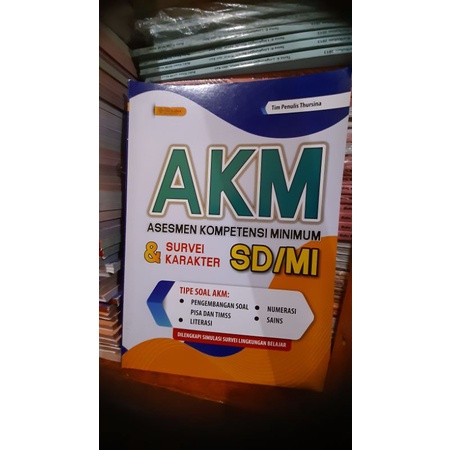 Tim Penulis Thursina
AKM
ASESMEN KOMPETENSI MINIMUM
& SURVEI
KARAKTER
SD/MI
TIPE SOAL AKM:
• PENGEMBANGAN SOAL
PISA DAN TIMSS
• LITERASI
• NUMERASI
• SAINS
DILENGKAPI SIMULASI SURVEI LINGKUNGAN BELAJAR